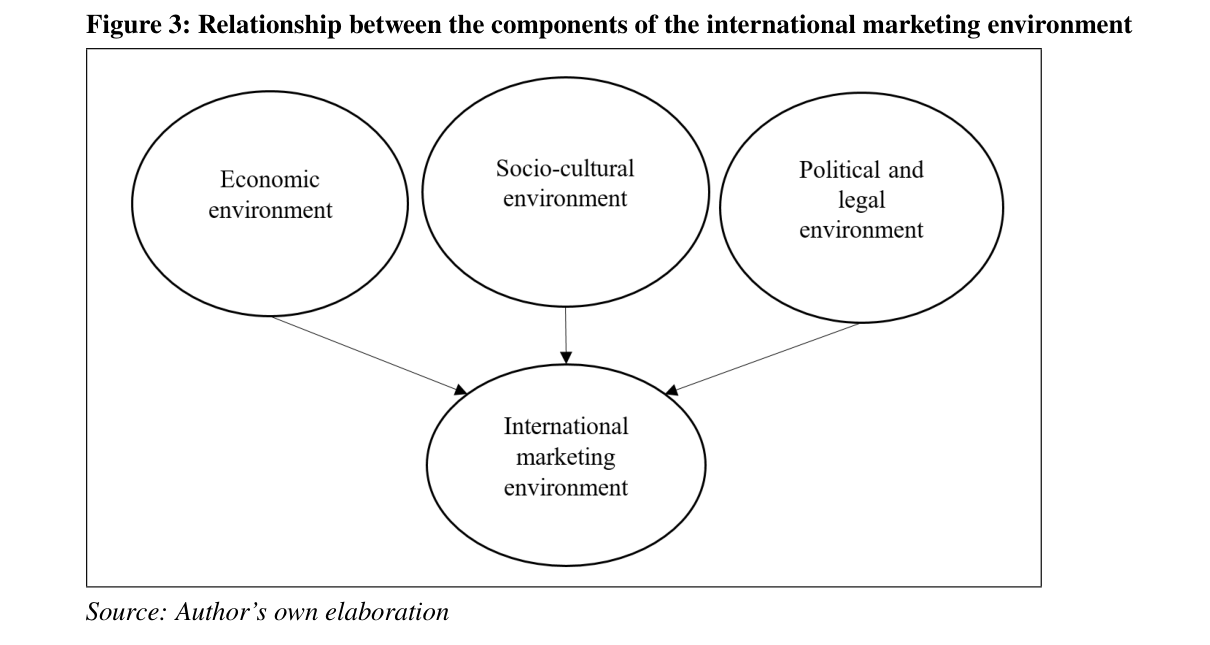 Figure 3: Relationship between the components of the international marketing environment
Economic
environment
Socio-cultural
environment
Political and
legal
environment
International
marketing
environment
Source: Author's own elaboration